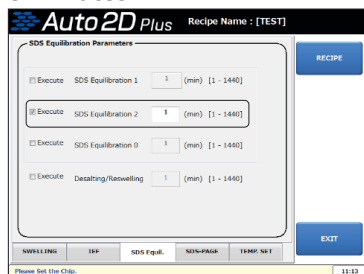 Auto2D Plus Recipe Name : [TEST]
SDS Equilibration Parameters
RECIPE
Execute SDS Equilibration 1 1 (min) [1 - 1440]
Execute SDS Equilibration 2 1 (min) [1 - 1440]
Execute SDS Equilibration 0 1 (min) [1 - 1440]
Execute Desalting/Reswelling 1 (min) [1 - 1440]
EXIT
SWELLING IEF SDS Equil. SDS-PAGE TEMP. SET
Please Set the Chip. 11:13